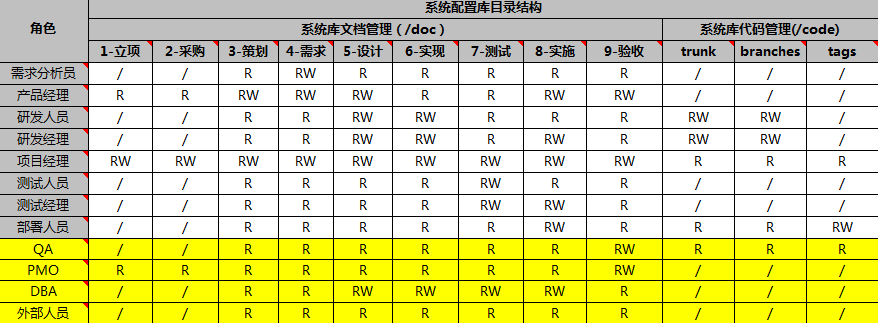 系统配置库目录结构
角色 系统库文档管理（/doc） 系统库代码管理(/code)
1-立项 2-采购 3-策划 4-需求 5-设计 6-实现 7-测试 8-实施 9-验收 trunk branches tags
需求分析员 / / R RW R R R R R / / /
产品经理 R R RW RW RW R R RW RW / / /
研发人员 / / R R RW RW R RW R RW RW /
研发经理 / / R R RW RW R RW R RW RW /
项目经理 RW RW RW RW RW RW RW RW RW R R R
测试人员 / / R R R R RW R R / / /
测试经理 / / R R R R RW RW R / / /
部署人员 / / R R R R R RW R R R RW
QA / / R R R R R R RW R R R
PMO R R R R R R R R RW / / /
DBA / / R R RW RW RW RW R / / /
外部人员 / / R R R R R R R / / /